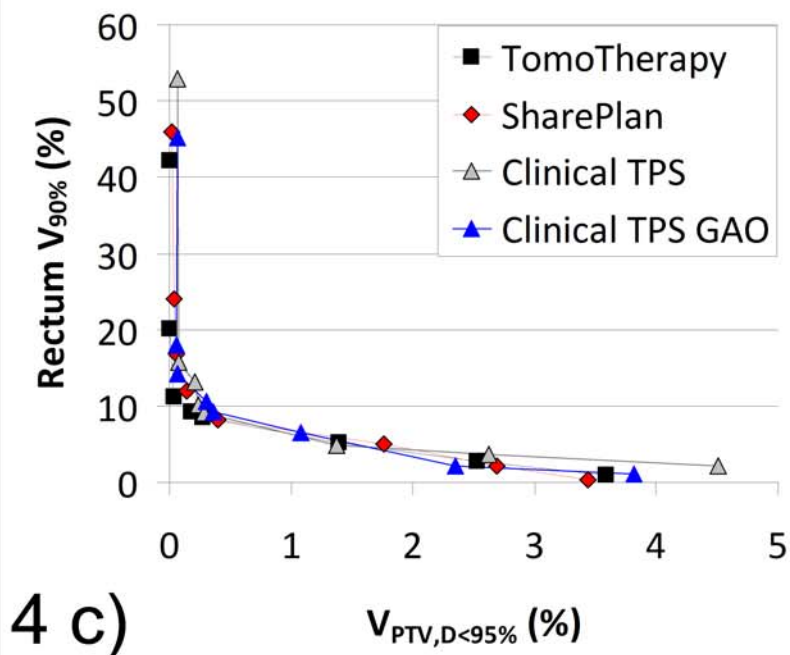 60
50
40
30
20
10
0
Rectum V90% (%)
TomoTherapy
SharePlan
Clinical TPS
Clinical TPS GAO
0 1 2 3 4 5
4 c)
VPTV,D<95% (%)